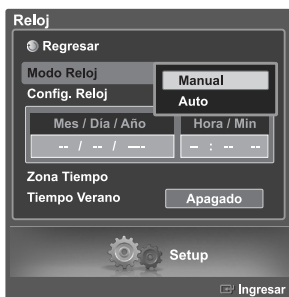 Reloj
Regresar
Modo Reloj
Manual
Auto
Config. Reloj
Mes / Día / Año
Hora / Min
-- / -- / ----
-- : -- --
Zona Tiempo
Tiempo Verano
Apagado
Setup
Ingresar